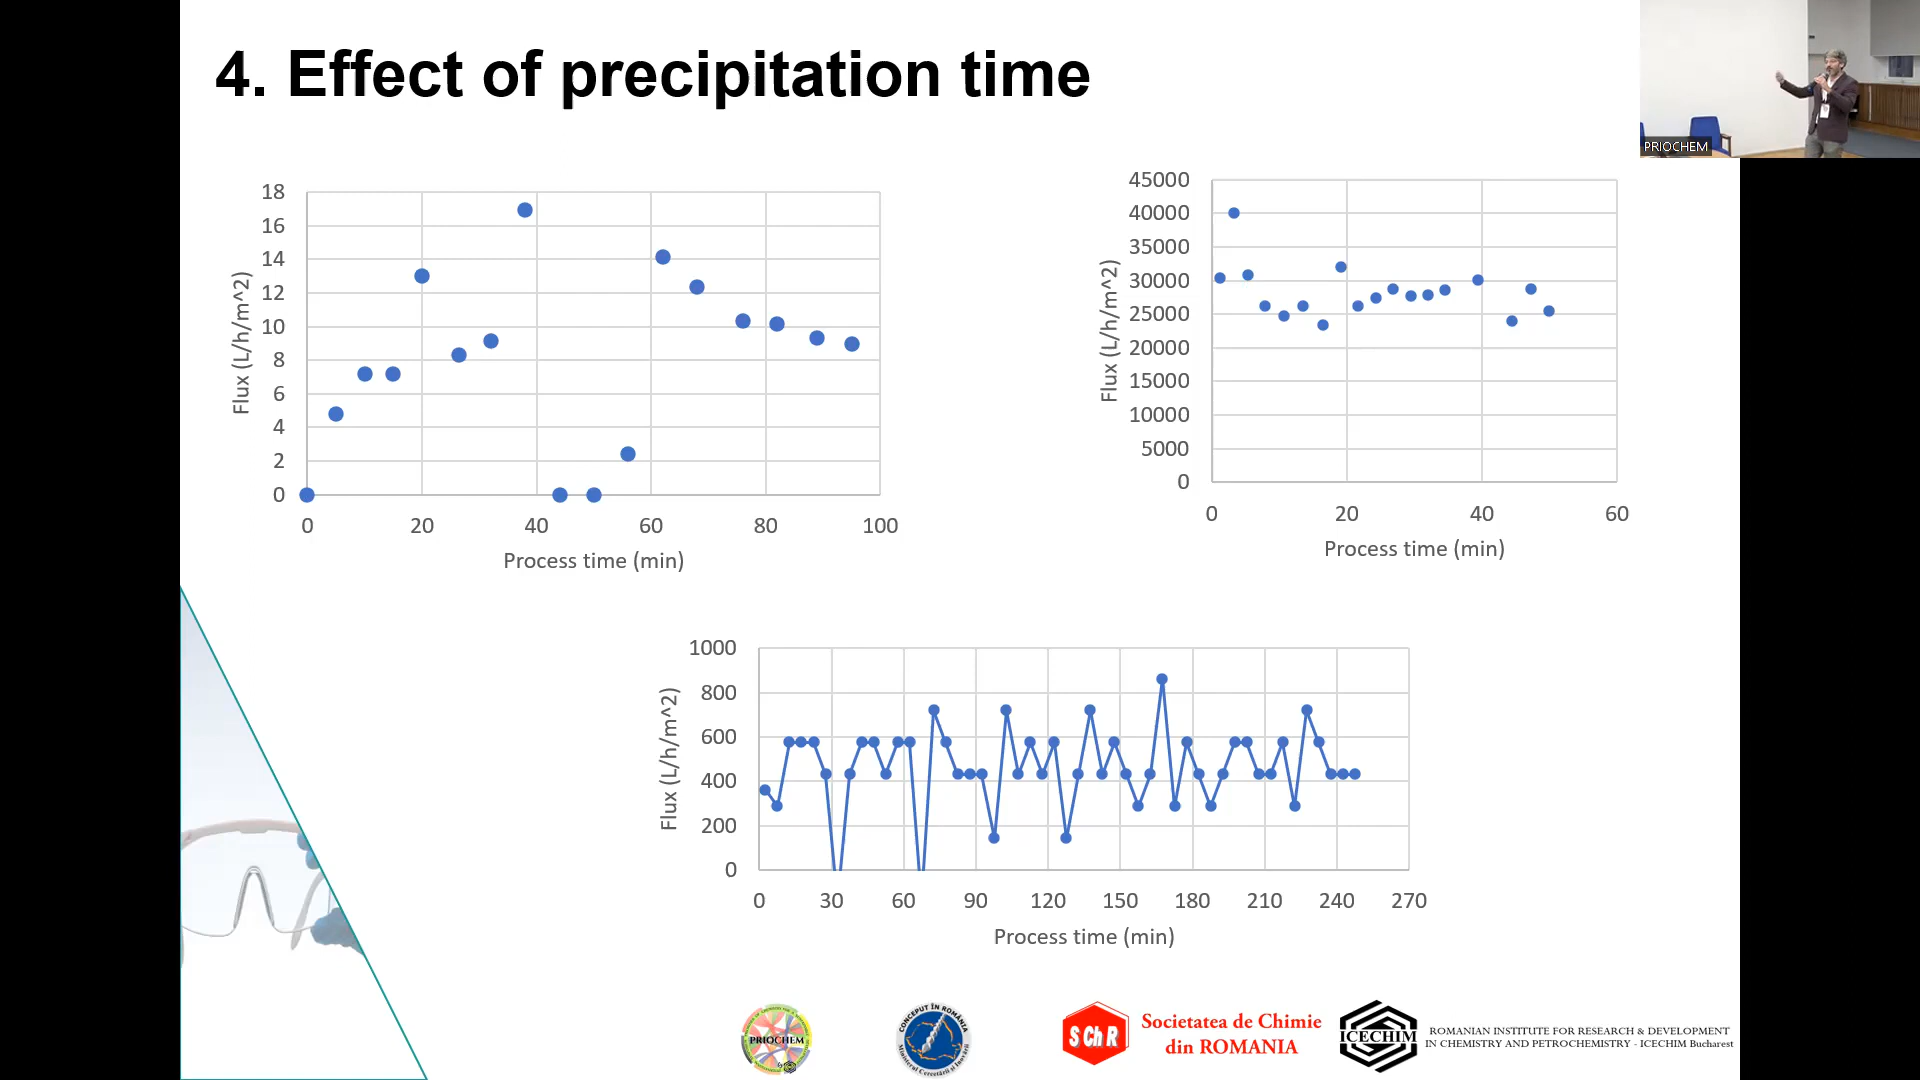 4. Effect of precipitation time
PRIOCHEM
18
16
14
12
10
8
6
4
2
0
Flux (L/h/m^2)
0 20 40 60 80 100
Process time (min)
45000
40000
35000
30000
25000
20000
15000
10000
5000
0
Flux (L/h/m^2)
0 20 40 60
Process time (min)
1000
800
600
400
200
0
Flux (L/h/m^2)
0 30 60 90 120 150 180 210 240 270
Process time (min)
PRIOCHEM
CONCEPUT ÎN ROMÂNIA
SChR
Societatea de Chimie
din ROMANIA
ICECHIM
ROMANIAN INSTITUTE FOR RESEARCH & DEVELOPMENT
IN CHEMISTRY AND PETROCHEMISTRY - ICECHIM Bucharest